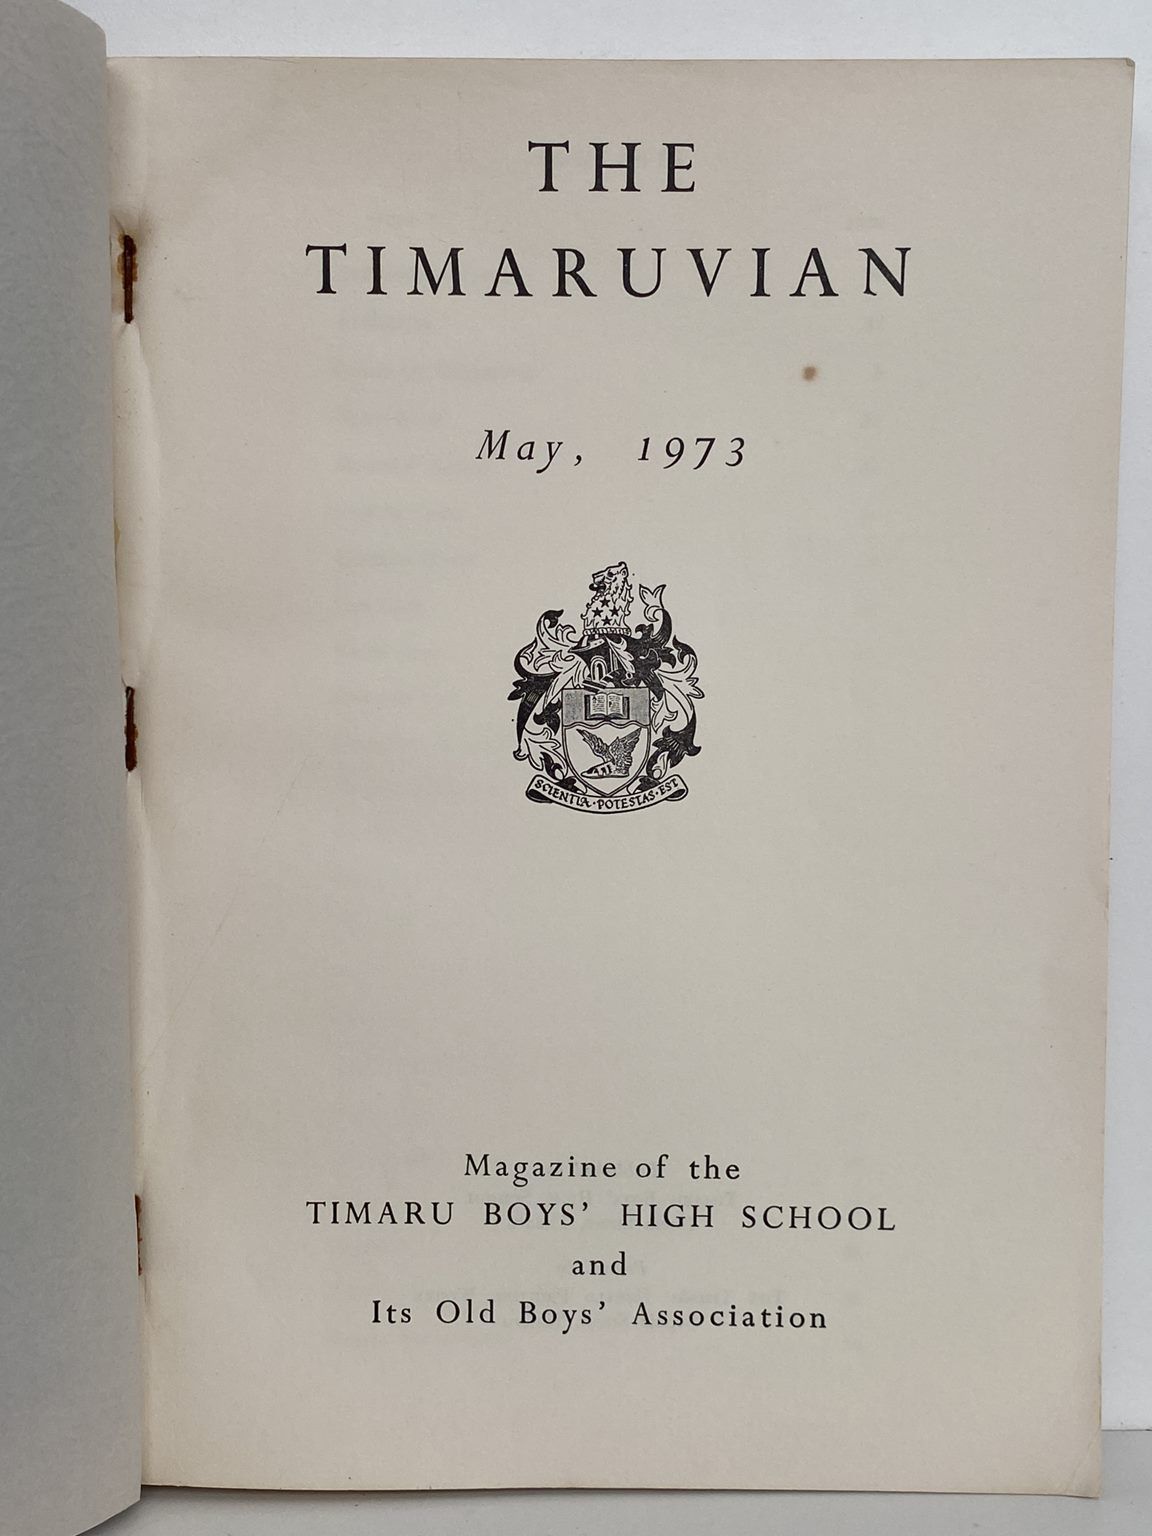 THE
TIMARUVIAN
May, 1973
SCIENTIA · POTESTAS · EST
Magazine of the
TIMARU BOYS' HIGH SCHOOL
and
Its Old Boys' Association